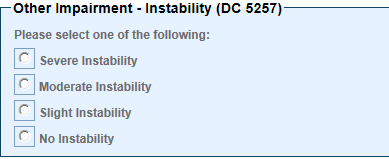 Other Impairment - Instability (DC 5257)
Please select one of the following:
Severe Instability
Moderate Instability
Slight Instability
No Instability